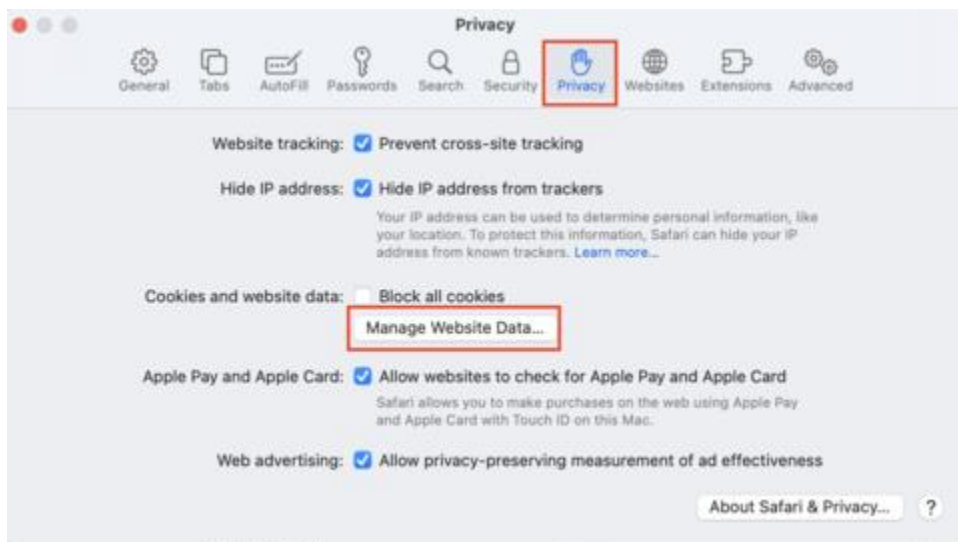 Privacy
General Tabs AutoFill Passwords Search Security Privacy Websites Extensions Advanced
Website tracking: Prevent cross-site tracking
Hide IP address: Hide IP address from trackers
Your IP address can be used to determine personal information, like
your location. To protect this information, Safari can hide your IP
address from known trackers. Learn more...
Cookies and website data: Block all cookies
Manage Website Data...
Apple Pay and Apple Card: Allow websites to check for Apple Pay and Apple Card
Safari allows you to make purchases on the web using Apple Pay
and Apple Card with Touch ID on this Mac.
Web advertising: Allow privacy-preserving measurement of ad effectiveness
About Safari & Privacy... ?